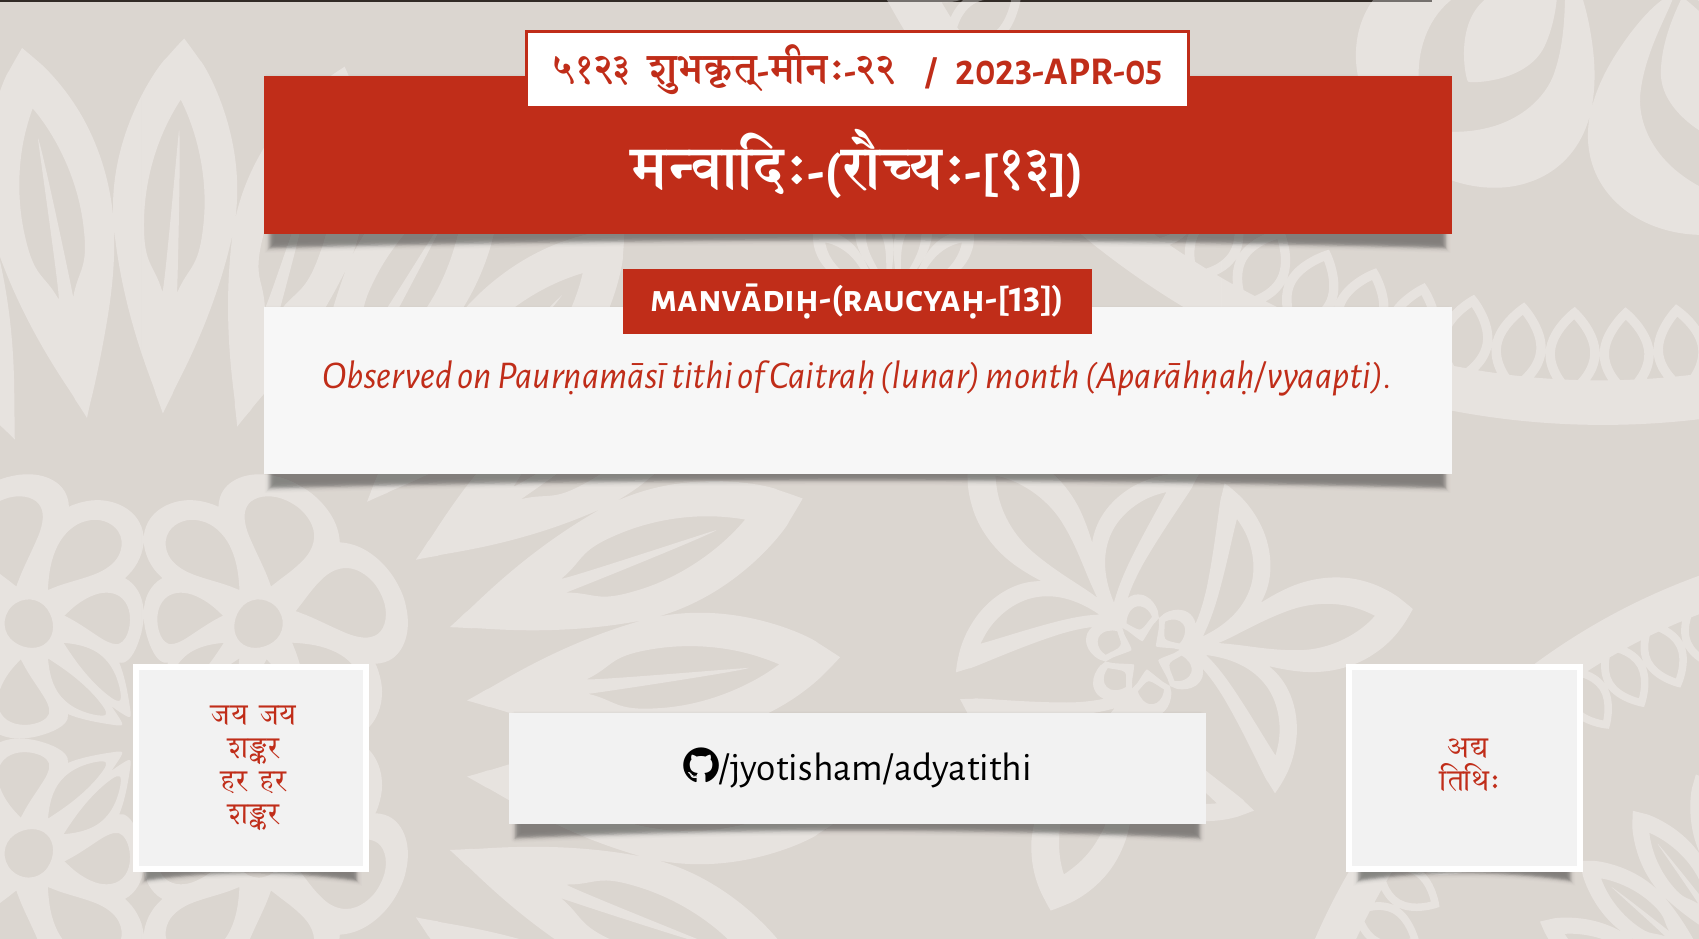 ५१२३ शुभकृत्-मीनः-२२ / 2023-APR-05
मन्वादिः-(रौच्यः-[१३])
MANVĀDIḤ-(RAUCYAḤ-[13])
Observed on Paurṇamāsī tithi of Caitraḥ (lunar) month (Aparāhṇaḥ/vyaapti).
जय जय
शङ्कर
हर हर
शङ्कर
/jyotisham/adyatithi
अद्य
तिथिः